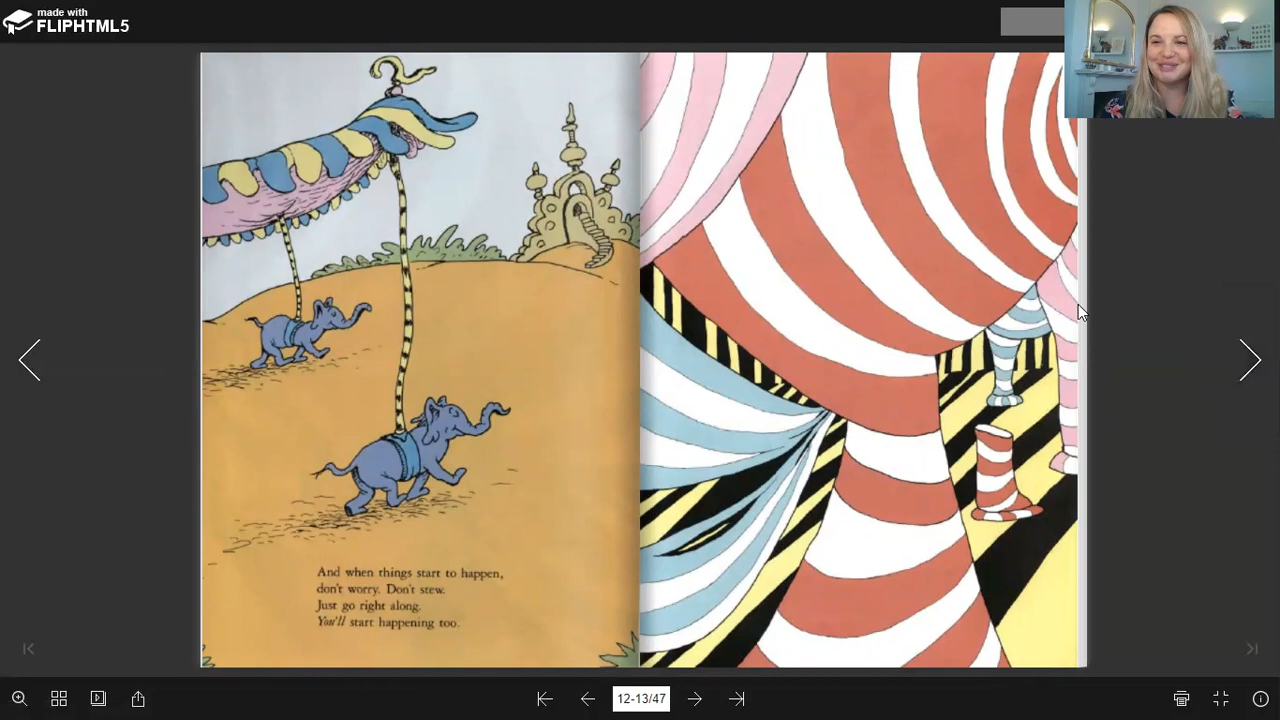 made with
FLIPHTML5
And when things start to happen,
don't worry. Don't stew.
Just go right along.
You'll start happening too.
12-13/47